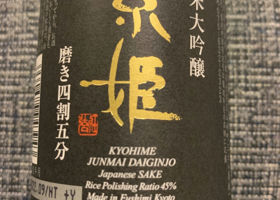 京姫
米大吟醸
磨き四割五分
KYOHIME
JUNMAI DAIGINJO
Japanese SAKE
Rice Polishing Ratio 45%
Made in Fushimi Kyoto